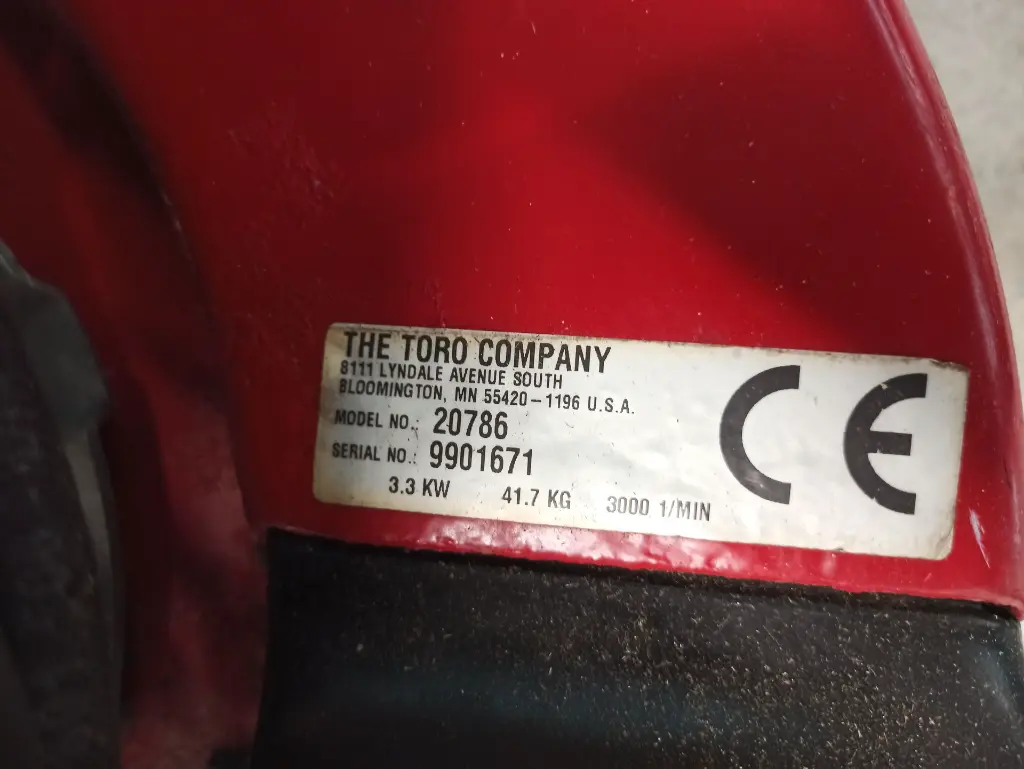 THE TORO COMPANY
8111 LYNDALE AVENUE SOUTH
BLOOMINGTON, MN 55420-1196 U.S.A.
MODEL NO.: 20786
SERIAL NO.: 9901671
3.3 KW 41.7 KG 3000 1/MIN
CE